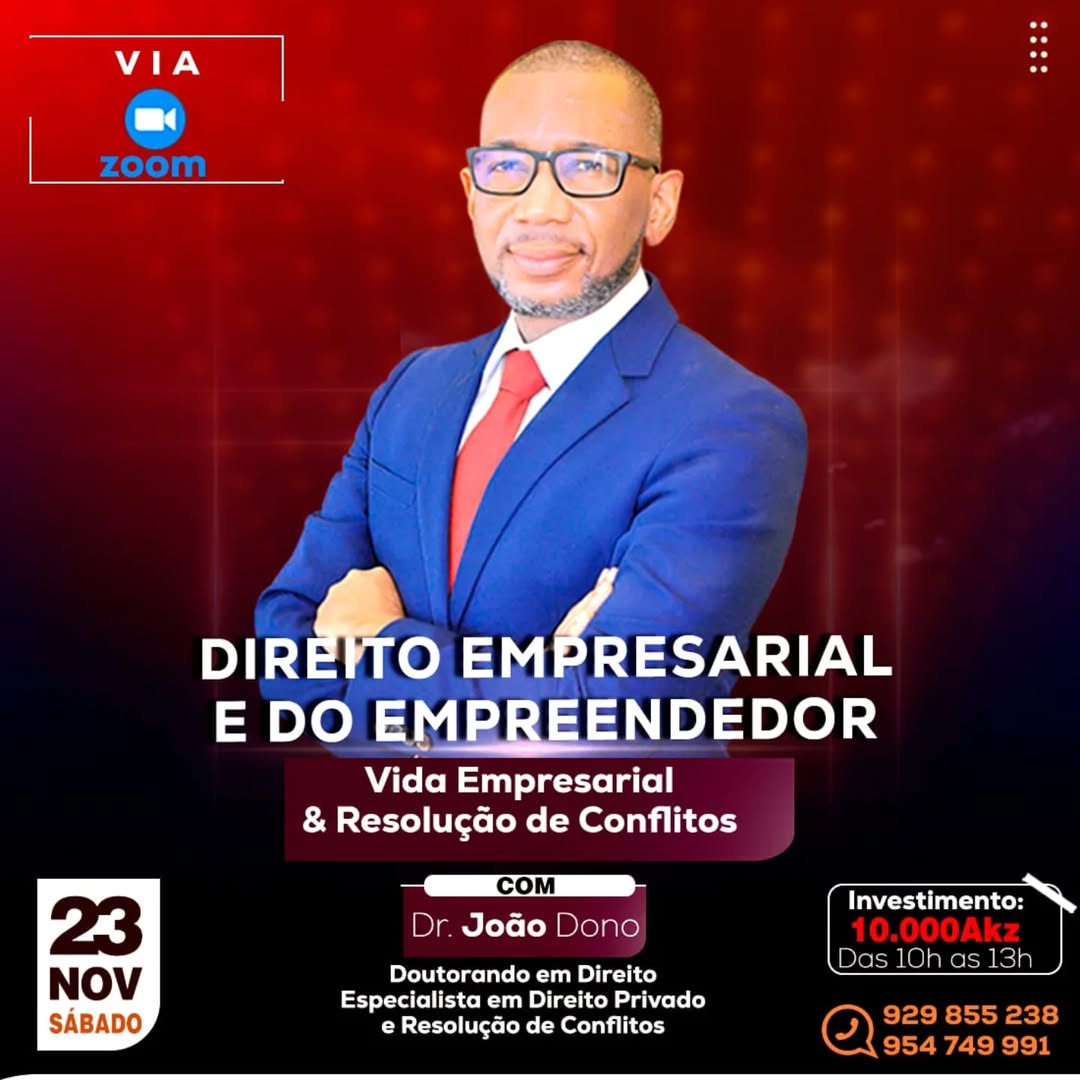 VIA
zoom
DIREITO EMPRESARIAL
E DO EMPREENDEDOR
Vida Empresarial
& Resolução de Conflitos
23
NOV
SÁBADO
COM
Dr. João Dono
Doutorando em Direito
Especialista em Direito Privado
e Resolução de Conflitos
Investimento:
10.000Akz
Das 10h as 13h
929 855 238
954 749 991